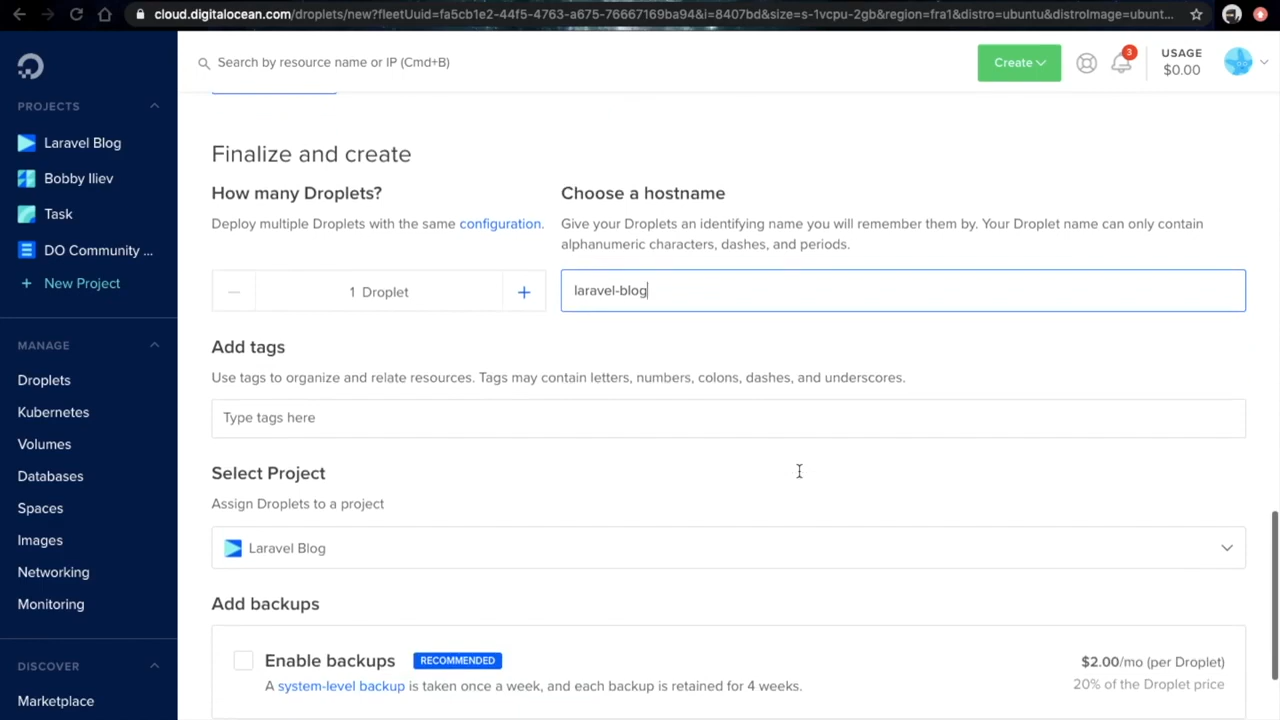 cloud.digitalocean.com/droplets/new?fleetUuid=fa5cb1e2-44f5-4763-a675-76667169ba94&i=8407bd&size=s-1vcpu-2gb&region=fra1&distro=ubuntu&distroImage=ubunt...
Search by resource name or IP (Cmd+B)
Create
3
USAGE
$0.00
PROJECTS
Laravel Blog
Bobby Iliev
Task
DO Community ...
+ New Project
MANAGE
Droplets
Kubernetes
Volumes
Databases
Spaces
Images
Networking
Monitoring
DISCOVER
Marketplace
Finalize and create
How many Droplets?
Deploy multiple Droplets with the same configuration.
1 Droplet
Choose a hostname
Give your Droplets an identifying name you will remember them by. Your Droplet name can only contain
alphanumeric characters, dashes, and periods.
laravel-blog
Add tags
Use tags to organize and relate resources. Tags may contain letters, numbers, colons, dashes, and underscores.
Type tags here
Select Project
Assign Droplets to a project
Laravel Blog
Add backups
Enable backups RECOMMENDED
A system-level backup is taken once a week, and each backup is retained for 4 weeks.
$2.00/mo (per Droplet)
20% of the Droplet price